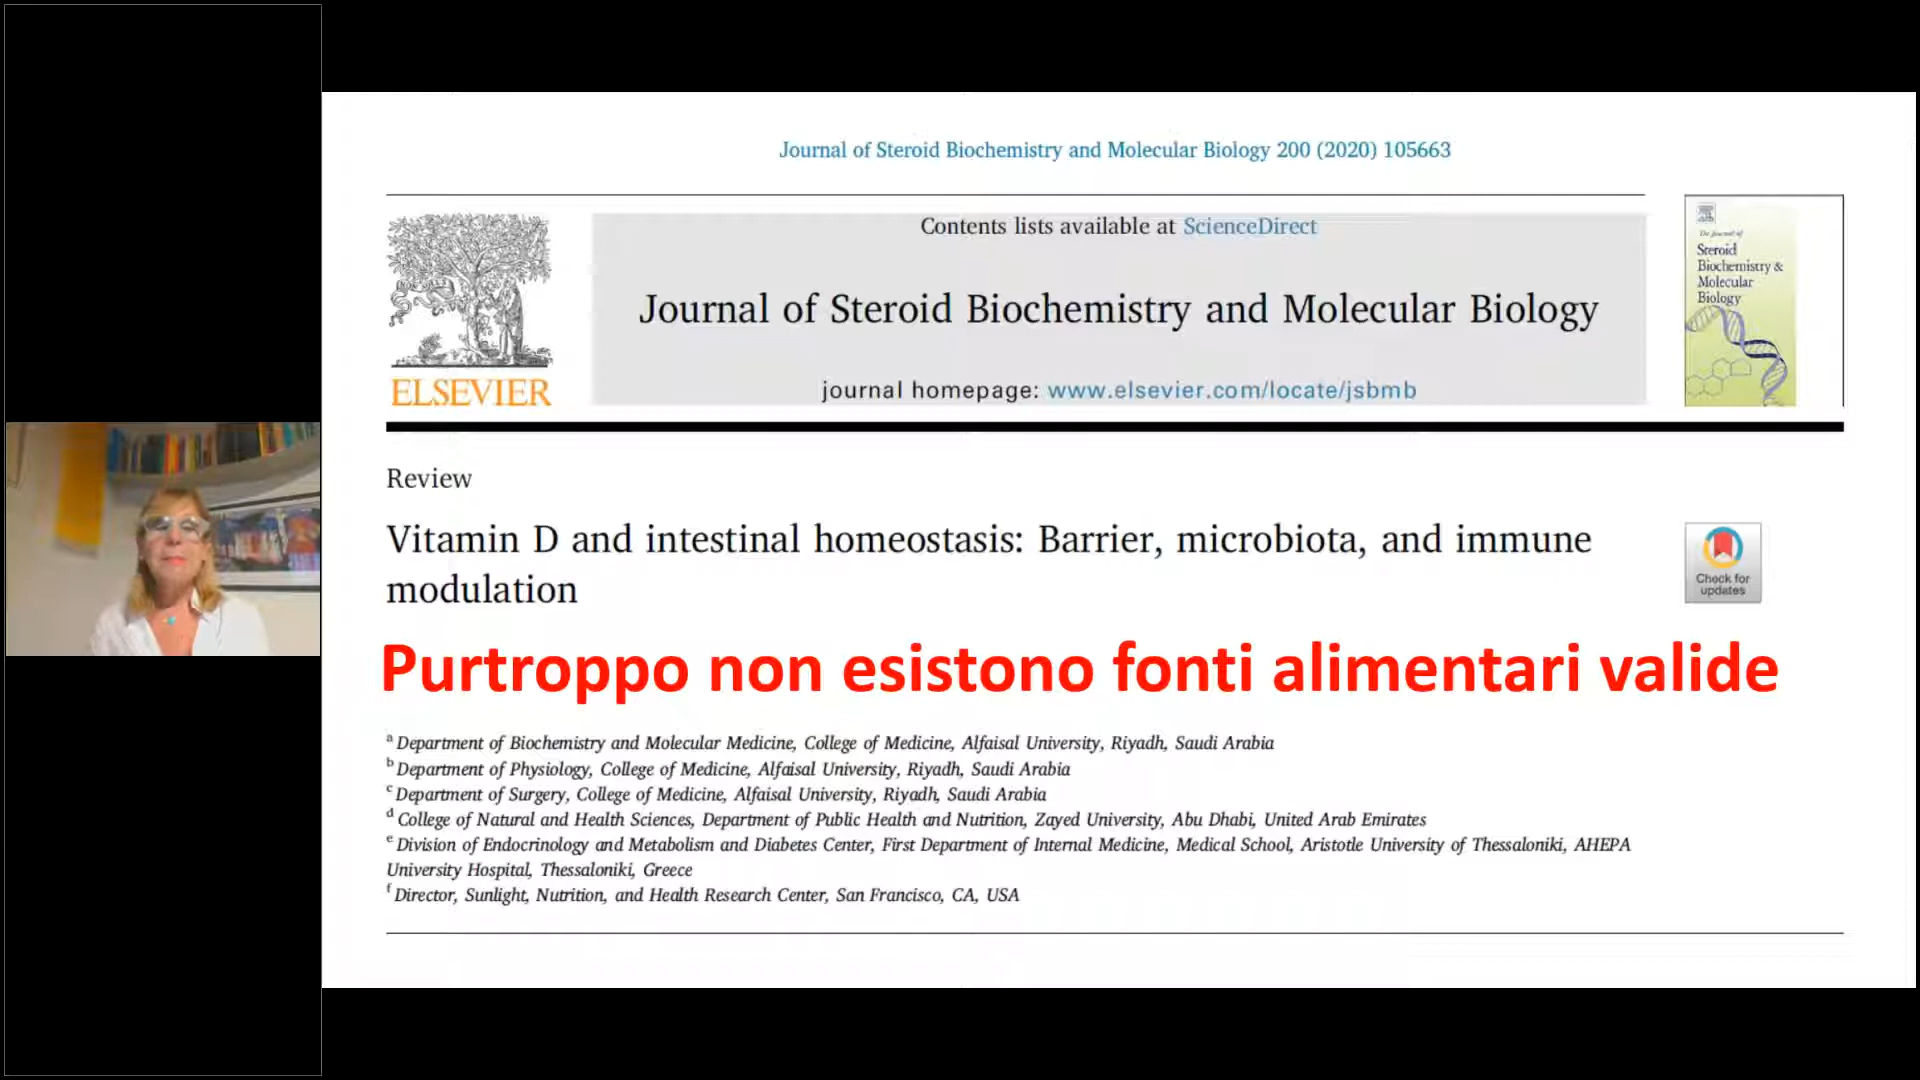 Journal of Steroid Biochemistry and Molecular Biology 200 (2020) 105663
Contents lists available at ScienceDirect
Journal of Steroid Biochemistry and Molecular Biology
journal homepage: www.elsevier.com/locate/jsbmb
ELSEVIER
The Journal of
Steroid
Biochemistry &
Molecular
Biology
Review
Vitamin D and intestinal homeostasis: Barrier, microbiota, and immune
modulation
Check for
updates
Purtroppo non esistono fonti alimentari valide
a Department of Biochemistry and Molecular Medicine, College of Medicine, Alfaisal University, Riyadh, Saudi Arabia
b Department of Physiology, College of Medicine, Alfaisal University, Riyadh, Saudi Arabia
c Department of Surgery, College of Medicine, Alfaisal University, Riyadh, Saudi Arabia
d College of Natural and Health Sciences, Department of Public Health and Nutrition, Zayed University, Abu Dhabi, United Arab Emirates
e Division of Endocrinology and Metabolism and Diabetes Center, First Department of Internal Medicine, Medical School, Aristotle University of Thessaloniki, AHEPA
University Hospital, Thessaloniki, Greece
f Director, Sunlight, Nutrition, and Health Research Center, San Francisco, CA, USA